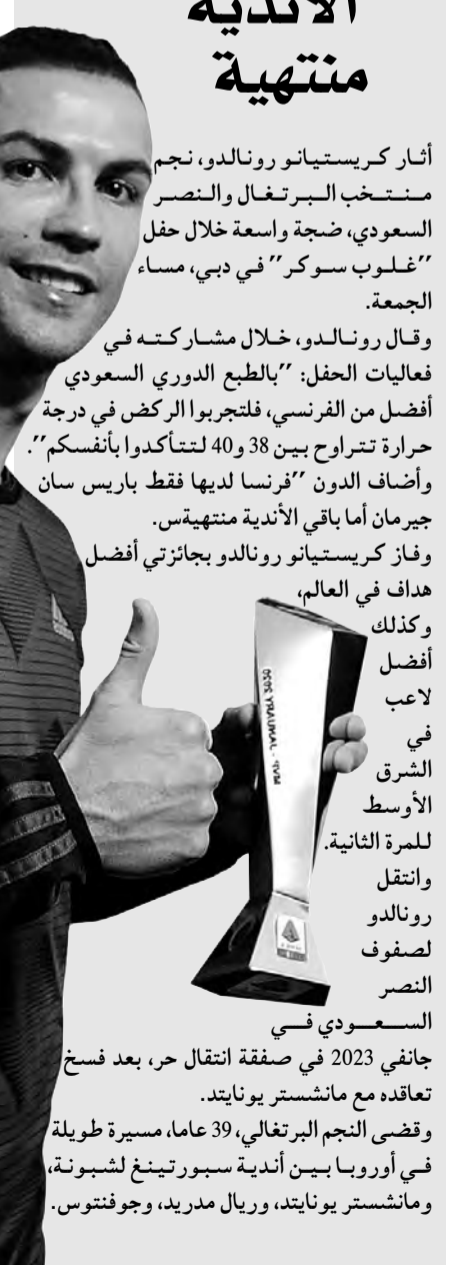 الأندية
منتهية
أثار كريستيانو رونالدو، نجم
منتخب البرتغال والنصر
السعودي، ضجة واسعة خلال حفل
’’غلوب سوكر’’ في دبي، مساء
الجمعة.
وقال رونالدو، خلال مشاركته في
فعاليات الحفل: ’’بالطبع الدوري السعودي
أفضل من الفرنسي، فلتجربوا الركض في درجة
حرارة تتراوح بين 38 و40 لتتأكدوا بأنفسكم’’.
وأضاف الدون ’’فرنسا لديها فقط باريس سان
جيرمان أما باقي الأندية منتهيةس.
وفاز كريستيانو رونالدو بجائزتي أفضل
هداف في العالم،
وكذلك
أفضل
لاعب
في
الشرق
الأوسط
للمرة الثانية.
وانتقل
رونالدو
لصفوف
النصر
السعودي في
جانفي 2023 في صفقة انتقال حر، بعد فسخ
تعاقده مع مانشستر يونايتد.
وقضى النجم البرتغالي، 39 عاما، مسيرة طويلة
في أوروبا بين أندية سبورتينغ لشبونة،
ومانشستر يونايتد، وريال مدريد، وجوفنتوس.
MVP - JANUARY 2020